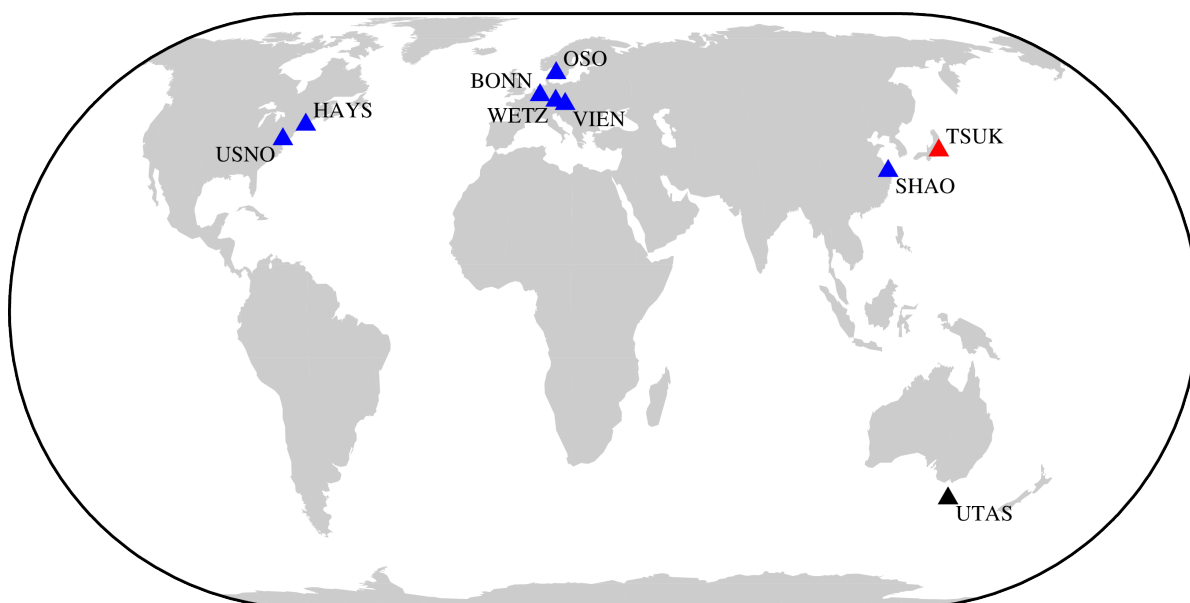 OSO
BONN
HAYS
WETZ
VIEN
TSUK
USNO
SHAO
UTAS